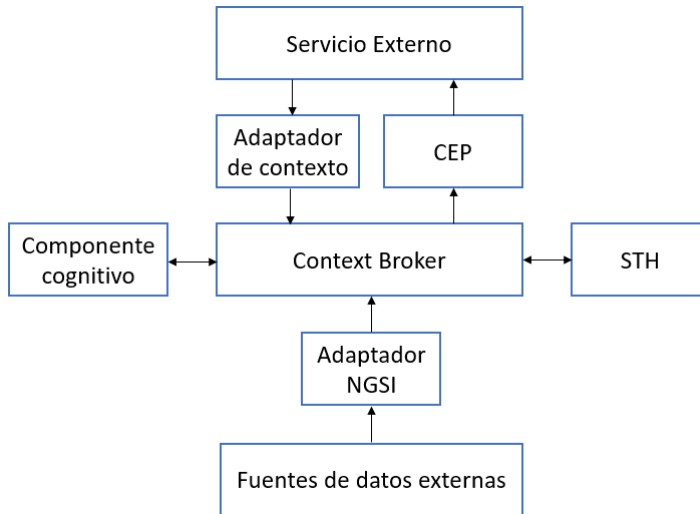 Servicio Externo
Adaptador
de contexto
CEP
Componente
cognitivo
Context Broker
STH
Adaptador
NGSI
Fuentes de datos externas